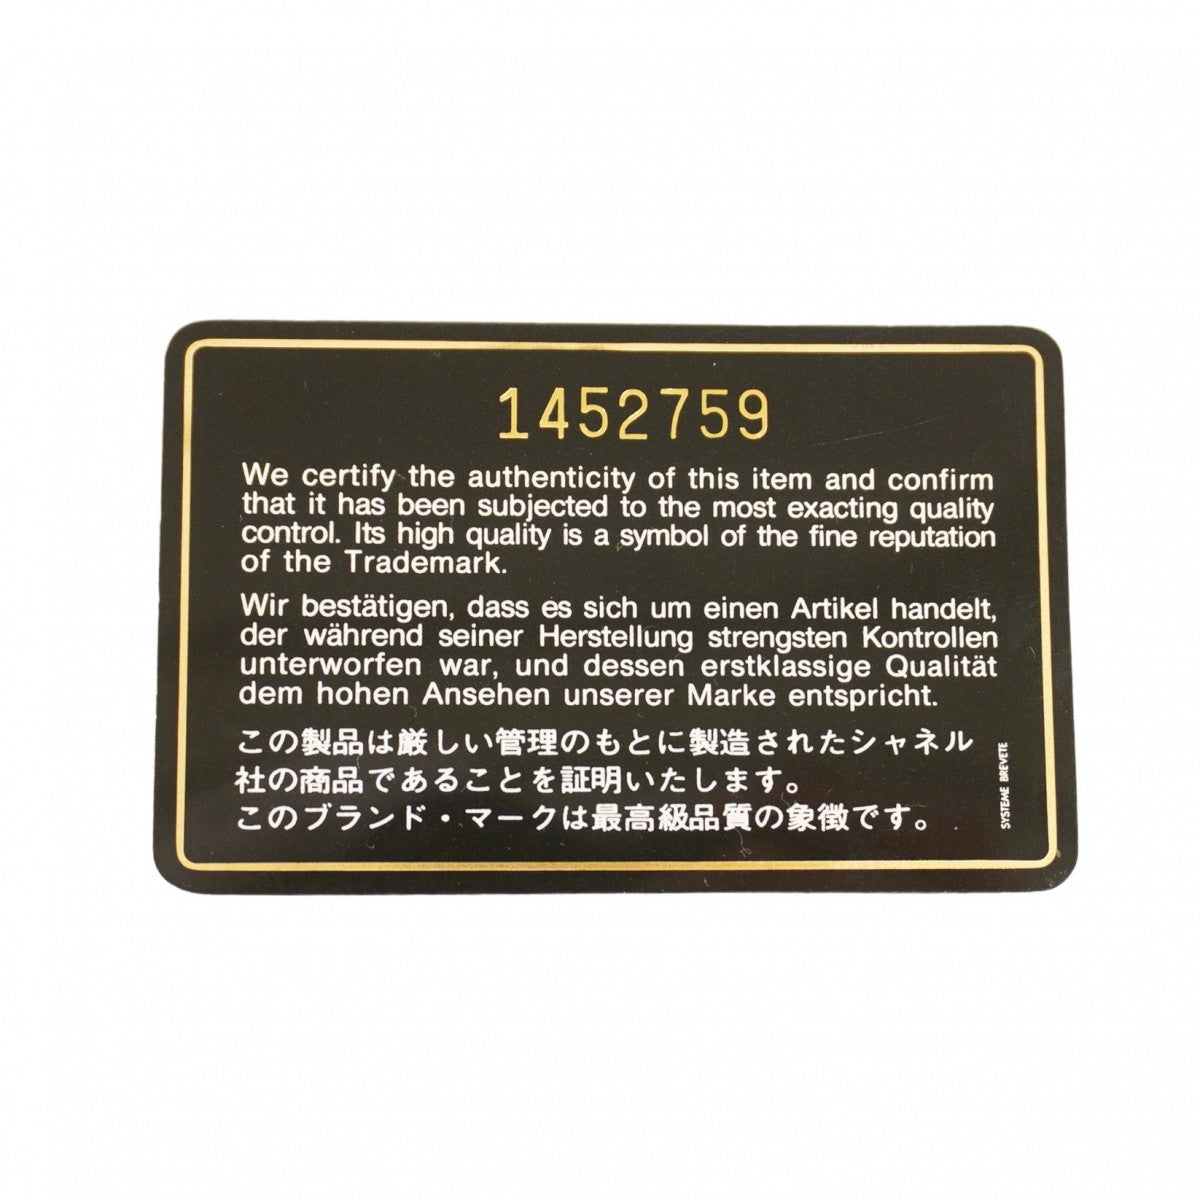 1452759
We certify the authenticity of this item and confirm
that it has been subjected to the most exacting quality
control. Its high quality is a symbol of the fine reputation
of the Trademark.
Wir bestätigen, dass es sich um einen Artikel handelt,
der während seiner Herstellung strengsten Kontrollen
unterworfen war, und dessen erstklassige Qualität
dem hohen Ansehen unserer Marke entspricht.
この製品は厳しい管理のもとに製造されたシャネル
社の商品であることを証明いたします。
このブランド・マークは最高級品質の象徴です。
SYSTEME BREVETE